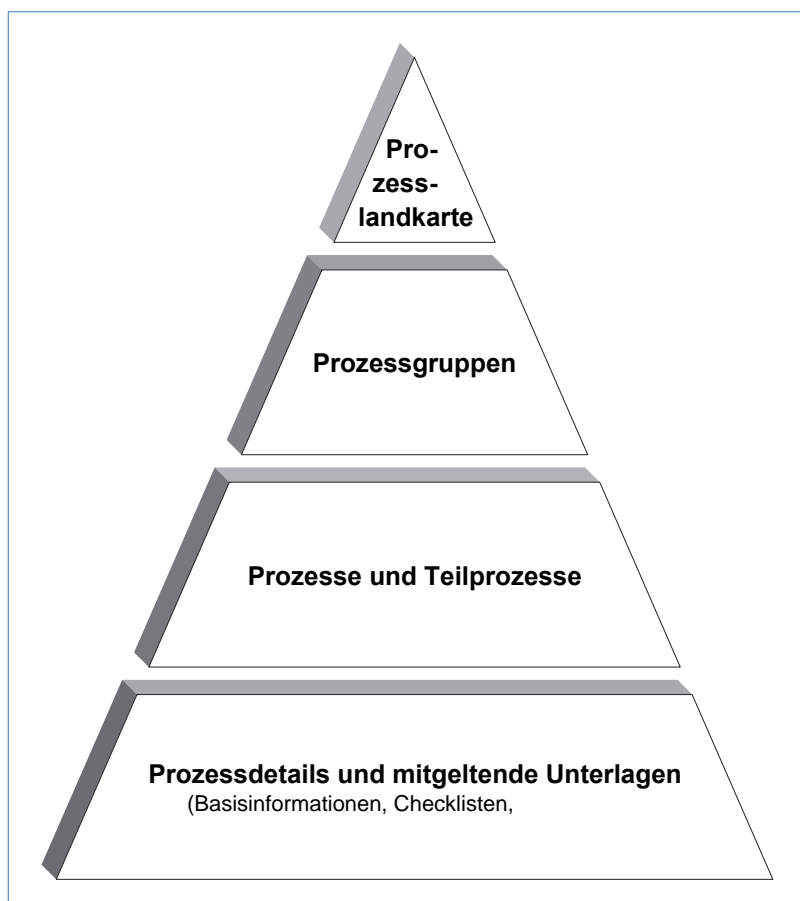 Pro-
zess-
landkarte
Prozessgruppen
Prozesse und Teilprozesse
Prozessdetails und mitgeltende Unterlagen
(Basisinformationen, Checklisten,